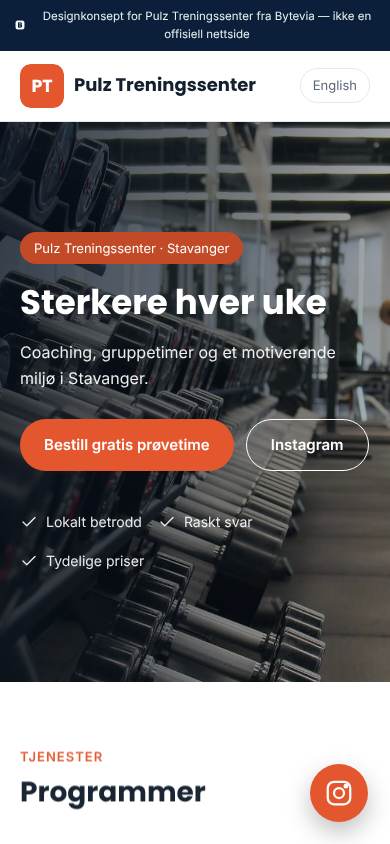 B
Designkonsept for Pulz Treningssenter fra Bytevia — ikke en
offisiell nettside
PT
Pulz Treningssenter
English
Pulz Treningssenter · Stavanger
Sterkere hver uke
Coaching, gruppetimer og et motiverende
miljø i Stavanger.
Bestill gratis prøvetime
Instagram
Lokalt betrodd
Raskt svar
Tydelige priser
TJENESTER
Programmer